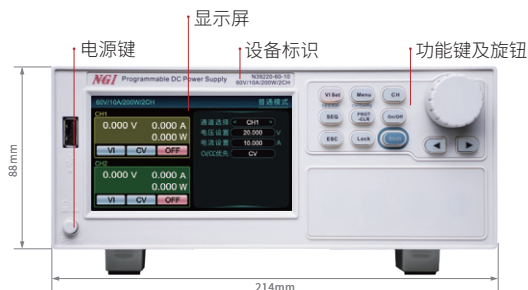 显示屏
电源键
设备标识
功能键及旋钮
NGI Programmable DC Power Supply
N39220-60-10
60V/10A/200W/2CH
60V/10A/200W/2CH 普通模式
CH1
0.000 V 0.000 A
0.000 W
VI CV OFF
CH2
0.000 V 0.000 A
0.000 W
VI CV OFF
通道选择 CH1
电压设置 20.000 V
电流设置 10.000 A
CV/CC优先 CV
VI Set Menu CH
SEQ PROT-CLR On/Off
ESC Lock
88mm
214mm